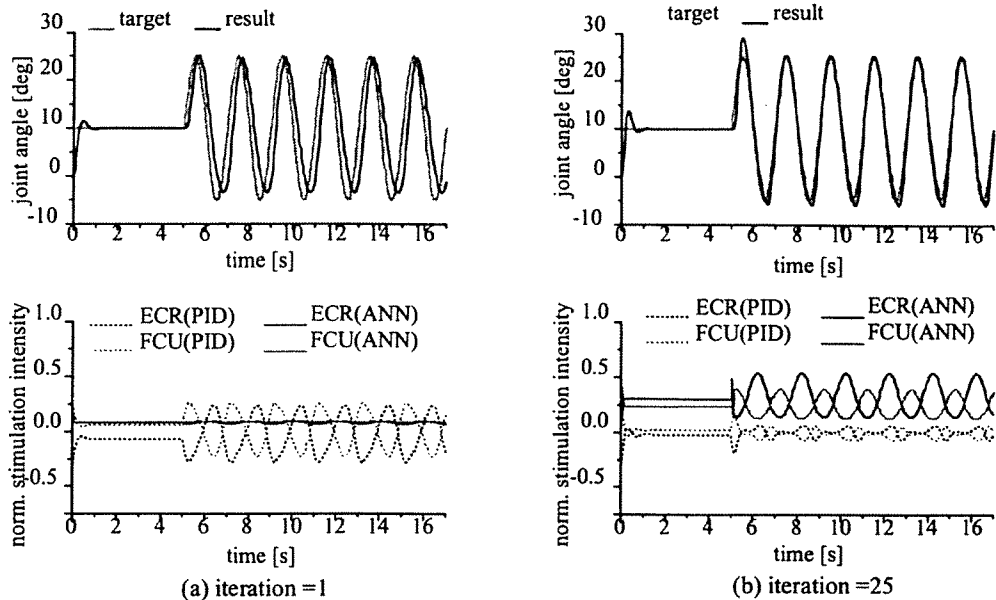 30
target
result
20
10
0
-10
joint angle [deg]
0 2 4 6 8 10 12 14 16
time [s]
1.0
ECR(PID)
ECR(ANN)
FCU(PID)
FCU(ANN)
0.5
0.0
-0.5
norm. stimulation intensity
0 2 4 6 8 10 12 14 16
time [s]
(a) iteration =1
target
result
30
20
10
0
-10
joint angle [deg]
0 2 4 6 8 10 12 14 16
time [s]
1.0
ECR(PID)
ECR(ANN)
FCU(PID)
FCU(ANN)
0.5
0.0
-0.5
norm. stimulation intensity
0 2 4 6 8 10 12 14 16
time [s]
(b) iteration =25